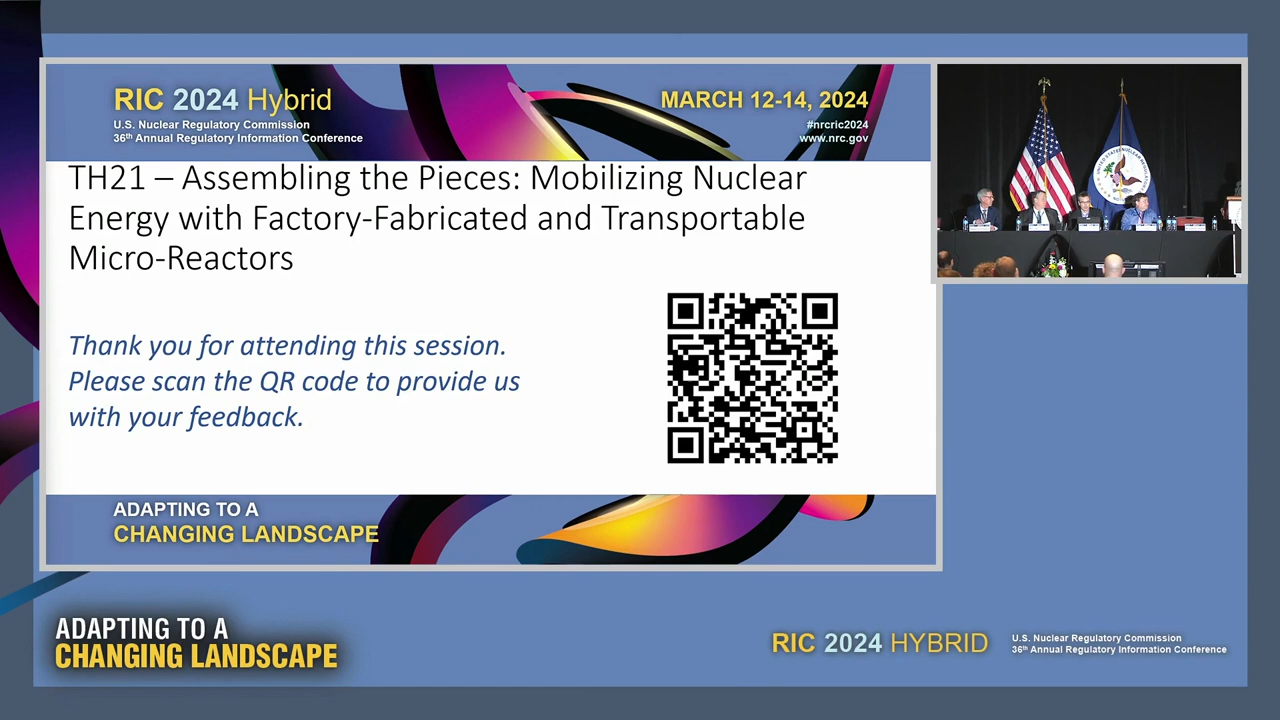 RIC 2024 Hybrid
U.S. Nuclear Regulatory Commission
36th Annual Regulatory Information Conference
MARCH 12-14, 2024
#nrcric2024
www.nrc.gov
TH21 – Assembling the Pieces: Mobilizing Nuclear
Energy with Factory-Fabricated and Transportable
Micro-Reactors
Thank you for attending this session.
Please scan the QR code to provide us
with your feedback.
ADAPTING TO A
CHANGING LANDSCAPE
ADAPTING TO A
CHANGING LANDSCAPE
RIC 2024 HYBRID
U.S. Nuclear Regulatory Commission
36th Annual Regulatory Information Conference